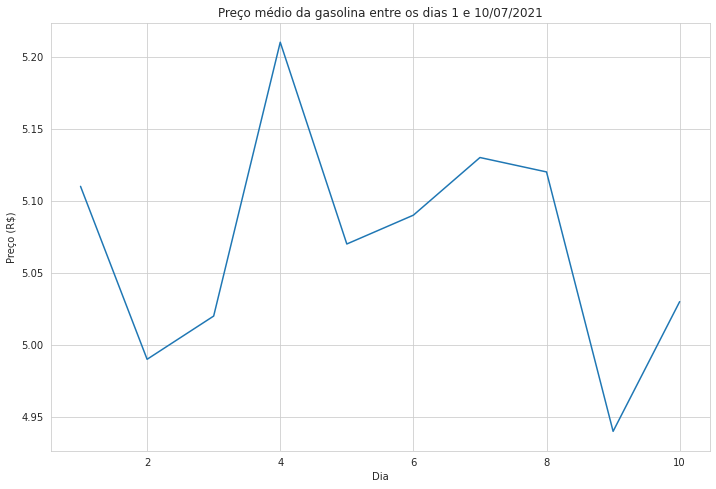 Preço médio da gasolina entre os dias 1 e 10/07/2021
5.20
5.15
5.10
5.05
5.00
4.95
Preço (R$)
2 4 6 8 10
Dia